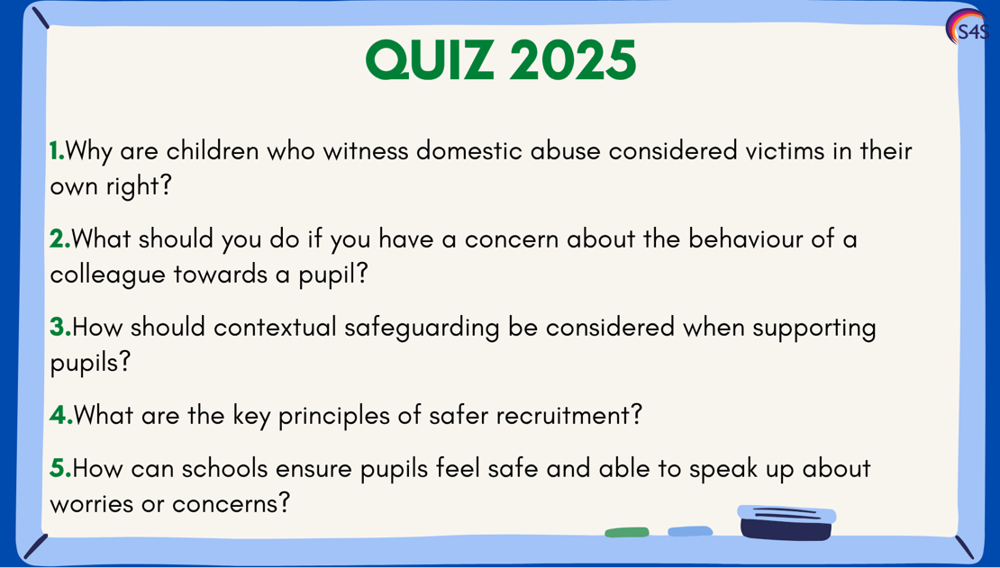 S4S
QUIZ 2025
1.Why are children who witness domestic abuse considered victims in their
own right?
2.What should you do if you have a concern about the behaviour of a
colleague towards a pupil?
3.How should contextual safeguarding be considered when supporting
pupils?
4.What are the key principles of safer recruitment?
5.How can schools ensure pupils feel safe and able to speak up about
worries or concerns?